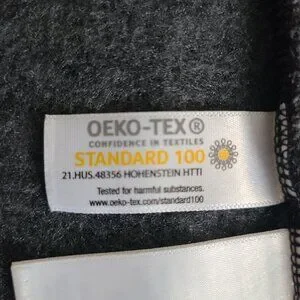 OEKO-TEX®
CONFIDENCE IN TEXTILES
STANDARD 100
21.HUS.48356 HOHENSTEIN HTTI
Tested for harmful substances.
www.oeko-tex.com/standard100